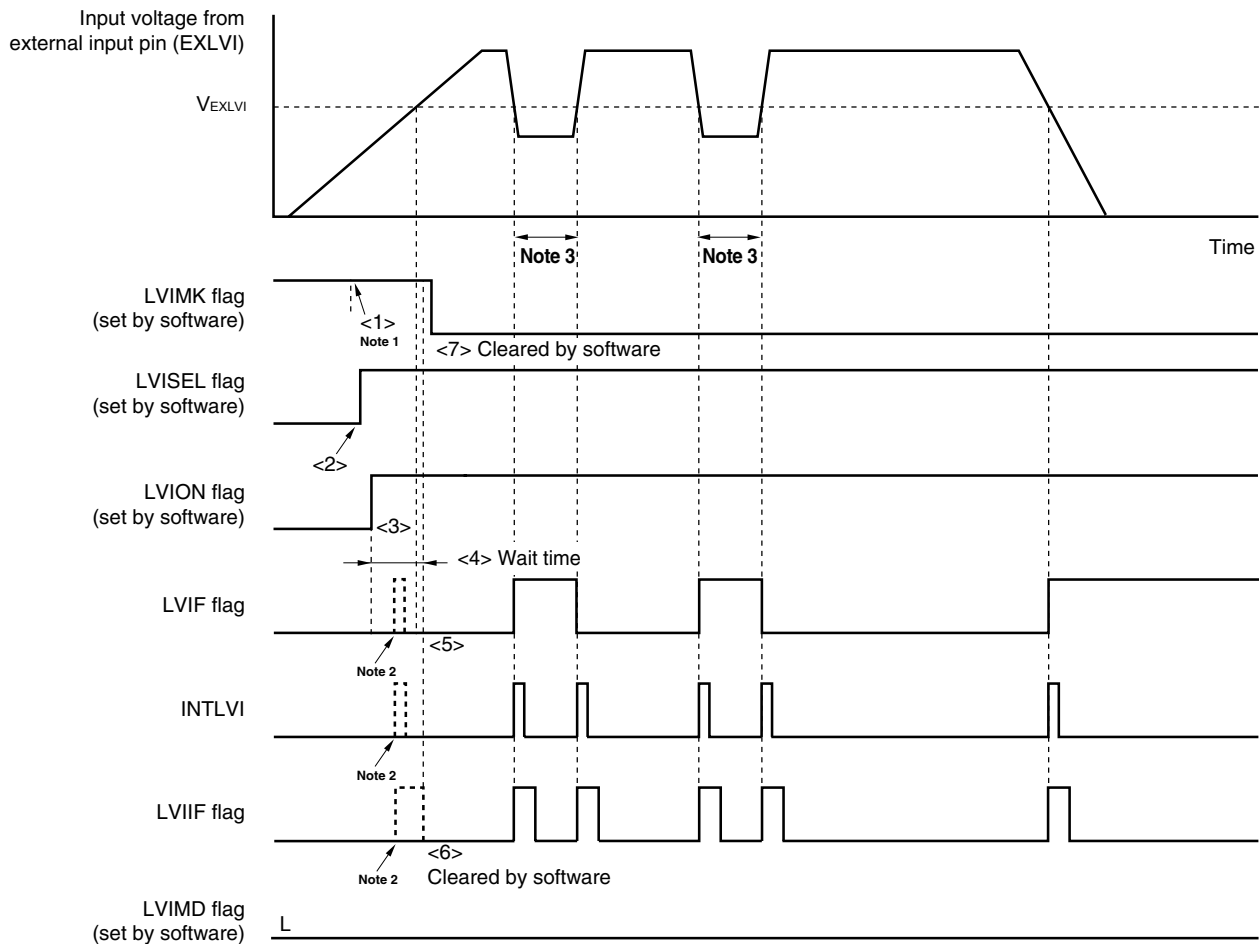 Input voltage from
external input pin (EXLVI)
VEXLVI
Time
Note 3
Note 3
LVIMK flag
(set by software)
<1>
Note 1
<7> Cleared by software
LVISEL flag
(set by software)
<2>
LVION flag
(set by software)
<3>
<4> Wait time
LVIF flag
<5>
Note 2
INTLVI
Note 2
LVIIF flag
<6>
Note 2
Cleared by software
LVIMD flag
(set by software)
L